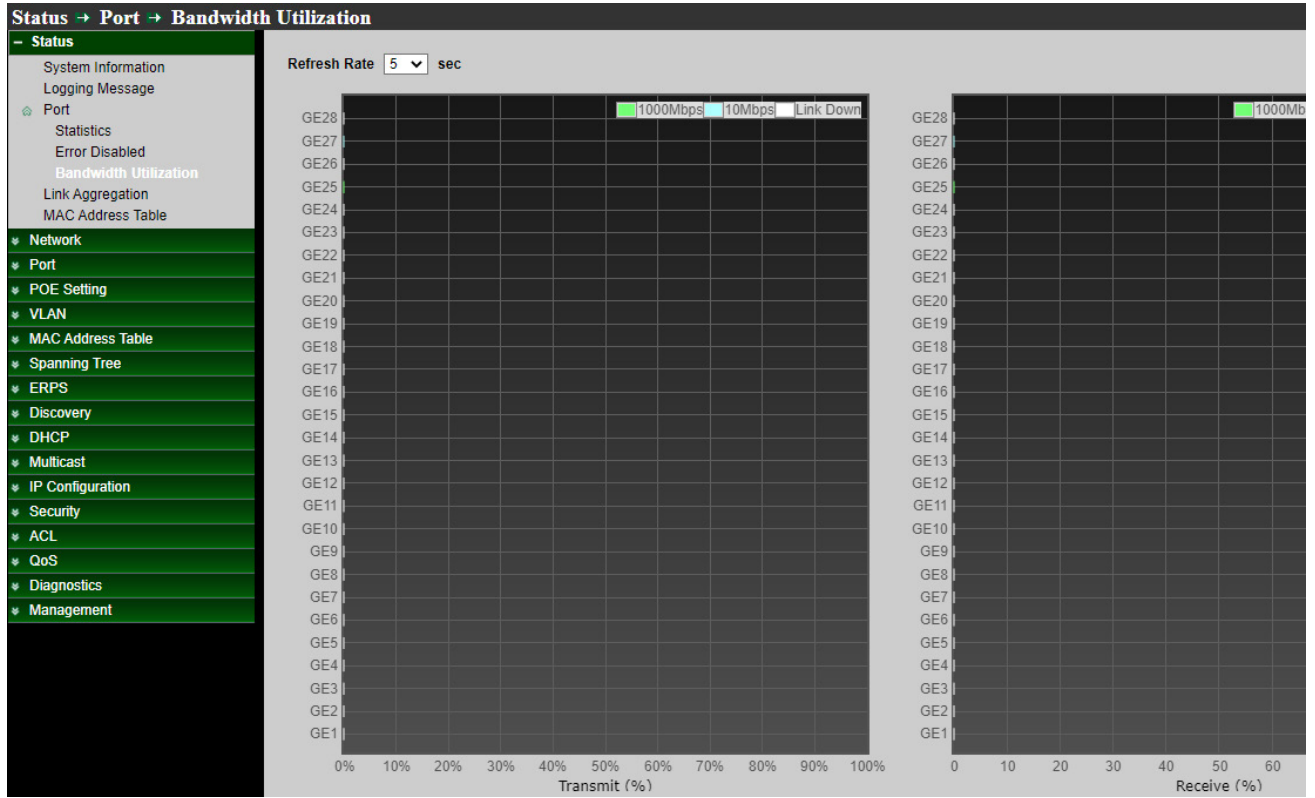 Status Port Bandwidth Utilization
Status
System Information
Logging Message
Port
Statistics
Error Disabled
Bandwidth Utilization
Link Aggregation
MAC Address Table
Network
Port
POE Setting
VLAN
MAC Address Table
Spanning Tree
ERPS
Discovery
DHCP
Multicast
IP Configuration
Security
ACL
QoS
Diagnostics
Management
Refresh Rate 5 sec
1000Mbps 10Mbps Link Down
GE28
GE27
GE26
GE25
GE24
GE23
GE22
GE21
GE20
GE19
GE18
GE17
GE16
GE15
GE14
GE13
GE12
GE11
GE10
GE9
GE8
GE7
GE6
GE5
GE4
GE3
GE2
GE1
0% 10% 20% 30% 40% 50% 60% 70% 80% 90% 100%
Transmit (%)
1000Mb
GE28
GE27
GE26
GE25
GE24
GE23
GE22
GE21
GE20
GE19
GE18
GE17
GE16
GE15
GE14
GE13
GE12
GE11
GE10
GE9
GE8
GE7
GE6
GE5
GE4
GE3
GE2
GE1
0 10 20 30 40 50 60
Receive (%)